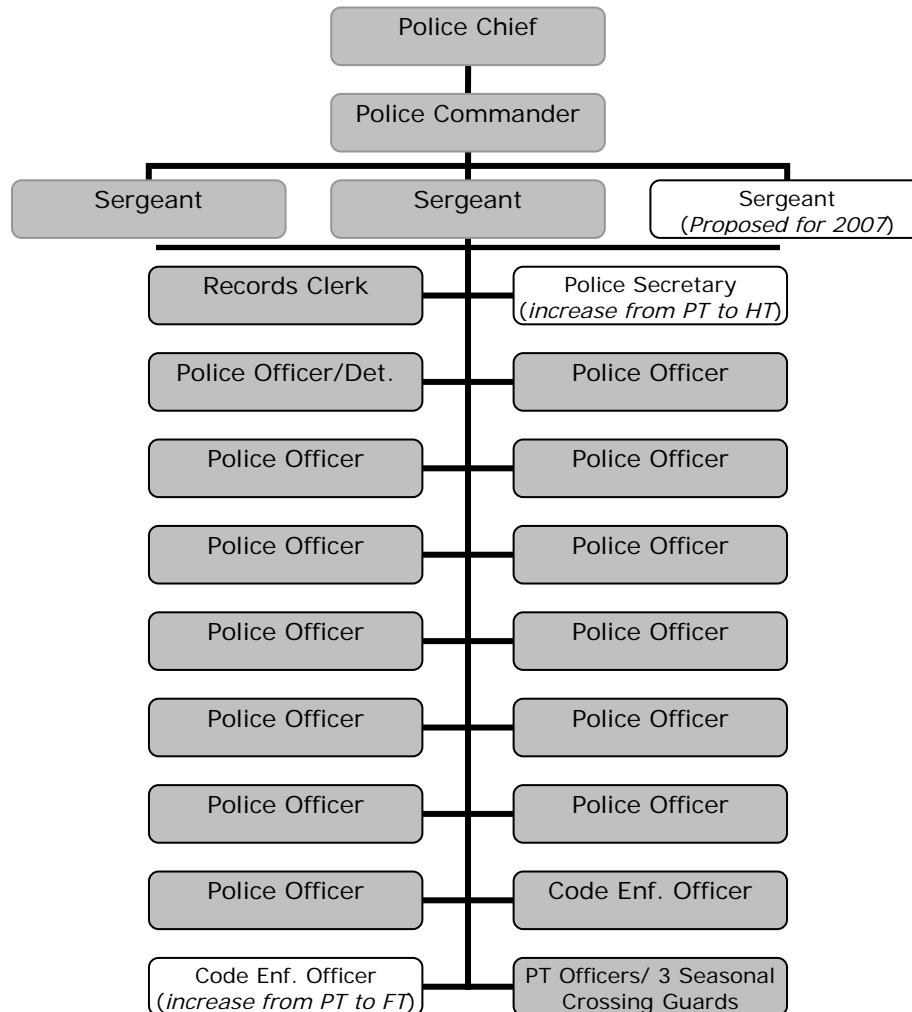 Police Chief
Police Commander
Sergeant
Sergeant
Sergeant
(Proposed for 2007)
Records Clerk
Police Secretary
(increase from PT to HT)
Police Officer/Det.
Police Officer
Police Officer
Police Officer
Police Officer
Police Officer
Police Officer
Police Officer
Police Officer
Police Officer
Police Officer
Police Officer
Police Officer
Code Enf. Officer
Code Enf. Officer
(increase from PT to FT)
PT Officers/ 3 Seasonal
Crossing Guards